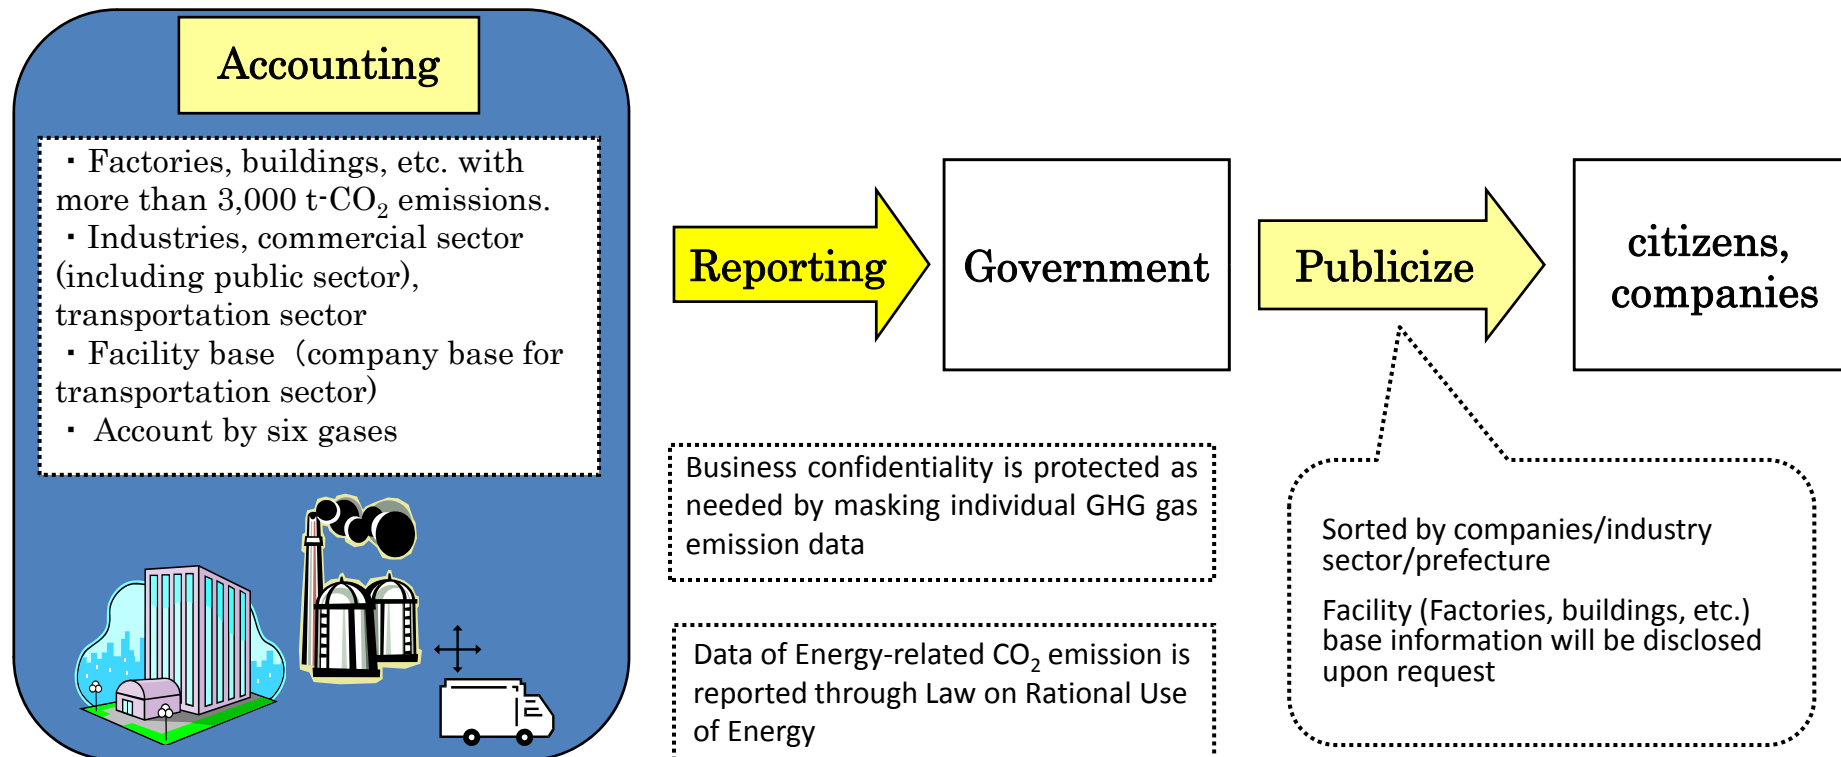 Accounting
・Factories, buildings, etc. with
more than 3,000 t-CO₂ emissions.
・Industries, commercial sector
(including public sector),
transportation sector
・Facility base（company base for
transportation sector)
・ Account by six gases
Reporting
Government
Publicize
citizens,
companies
Business confidentiality is protected as
needed by masking individual GHG gas
emission data
Data of Energy-related CO₂ emission is
reported through Law on Rational Use
of Energy
Sorted by companies/industry
sector/prefecture
Facility (Factories, buildings, etc.)
base information will be disclosed
upon request